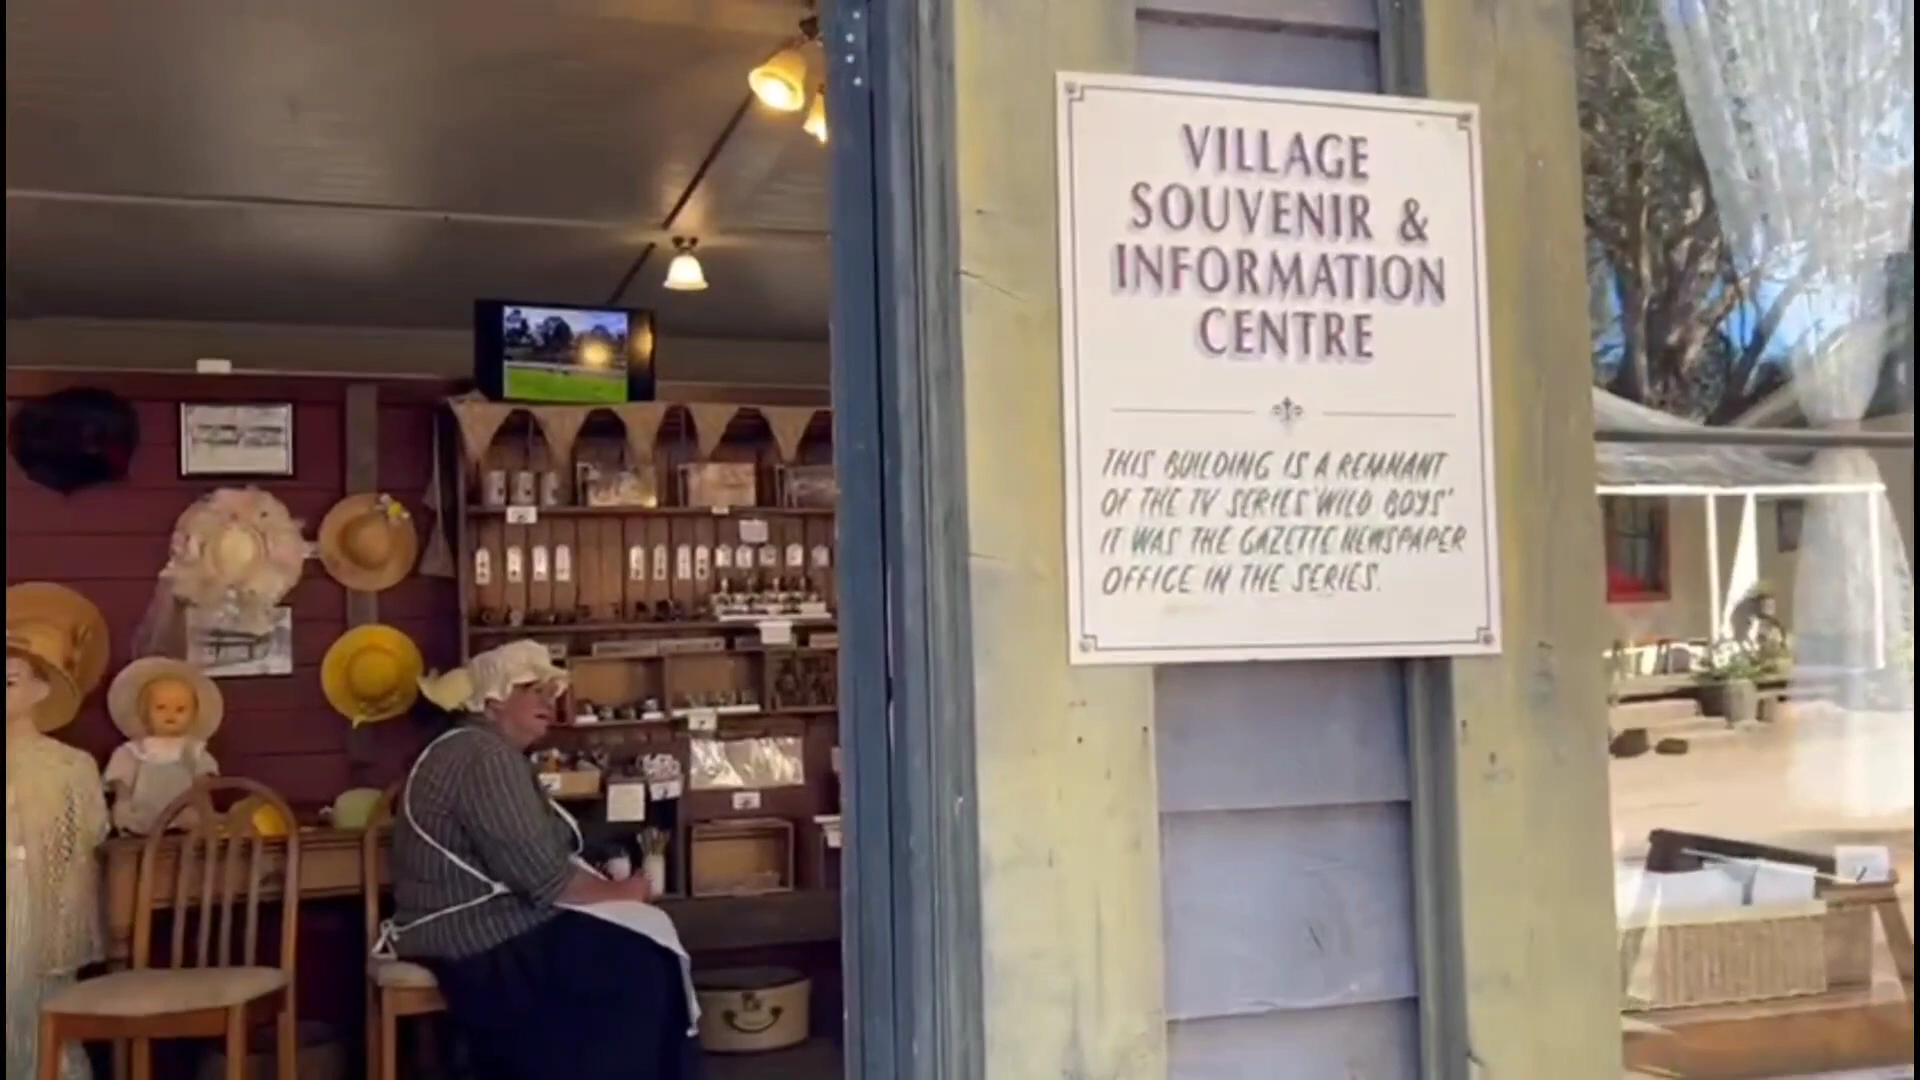 VILLAGE
SOUVENIR &
INFORMATION
CENTRE
THIS BUILDING IS A REMNANT
OF THE TV SERIES 'WILD BOYS'
IT WAS THE GAZETTE NEWSPAPER
OFFICE IN THE SERIES.